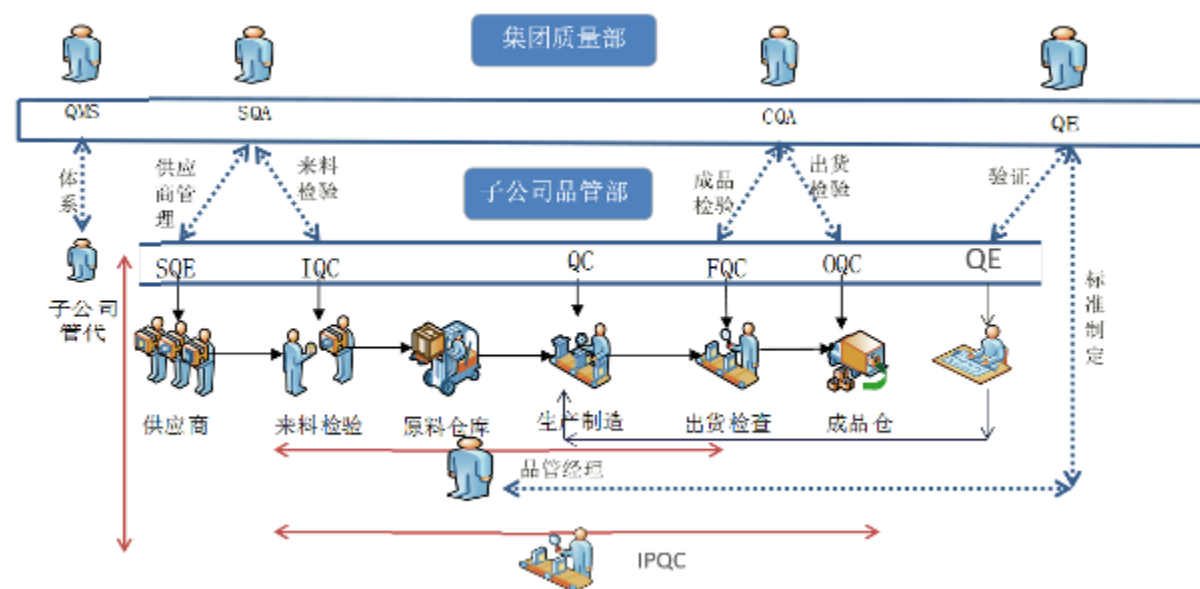 集团质量部
QMS
SQA
CQA
QE
体
系
供应
商管
理
来料
检验
子公司品管部
成品
检验
出货
检验
验证
SQE
IQC
QC
FQC
OQC
QE
子公司
管代
标
准
制
定
供应商
来料检验
原料仓库
生产制造
出货检查
成品仓
品管经理
IPQC